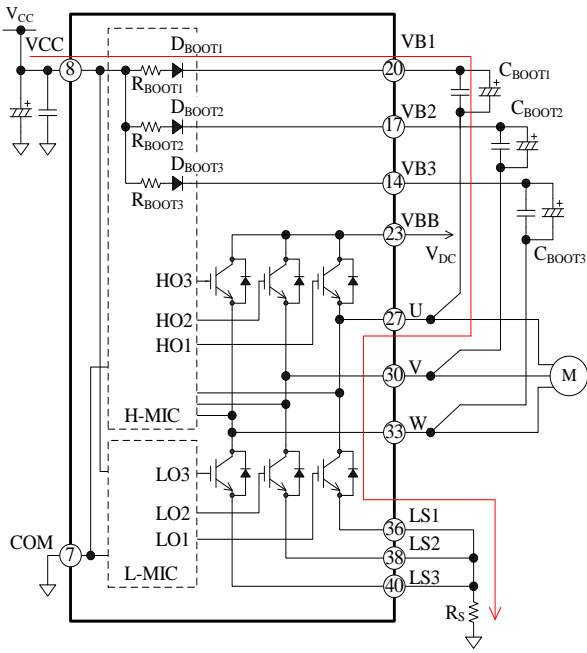 VCC
VCC
8
DBOOT1
RBOOT1
VB1
20
CBOOT1
DBOOT2
RBOOT2
VB2
17
CBOOT2
DBOOT3
RBOOT3
VB3
14
CBOOT3
VBB
23
VDC
HO3
HO2
HO1
U
27
V
30
M
W
33
H-MIC
LO3
LO2
LO1
LS1
36
LS2
38
LS3
40
COM
7
L-MIC
RS